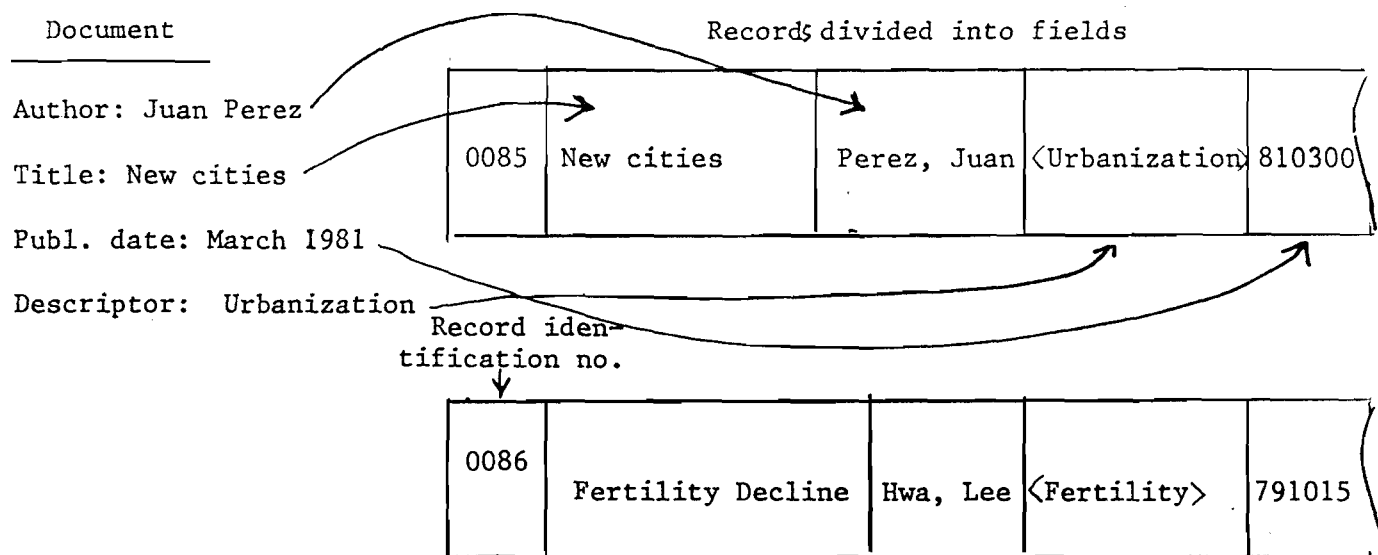 Document
Records divided into fields
Author: Juan Perez
Title: New cities
Publ. date: March 1981
Descriptor: Urbanization
0085 New cities Perez, Juan <Urbanization> 810300
Record iden-
tification no.
0086 Fertility Decline Hwa, Lee <Fertility> 791015